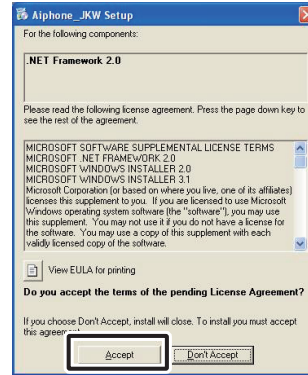 Aiphone_JKW Setup
For the following components:
.NET Framework 2.0
Please read the following license agreement. Press the page down key to
see the rest of the agreement.
MICROSOFT SOFTWARE SUPPLEMENTAL LICENSE TERMS
MICROSOFT .NET FRAMEWORK 2.0
MICROSOFT WINDOWS INSTALLER 2.0
MICROSOFT WINDOWS INSTALLER 3.1
Microsoft Corporation (or based on where you live, one of its affiliates)
licenses this supplement to you. If you are licensed to use Microsoft
Windows operating system software (the "software"), you may use
this supplement. You may not use it if you do not have a license for
the software. You may use a copy of this supplement with each
validly licensed copy of the software.
View EULA for printing
Do you accept the terms of the pending License Agreement?
If you choose Don't Accept, install will close. To install you must accept
this agreement.
Accept
Don't Accept